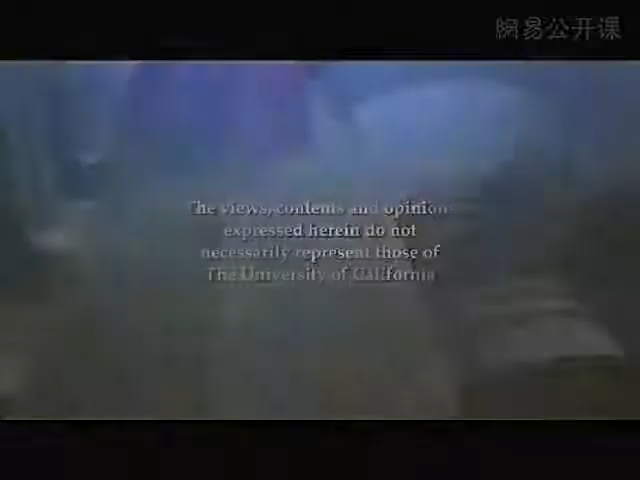 网易公开课
The views, contents and opinions
expressed herein do not
necessarily represent those of
The University of California